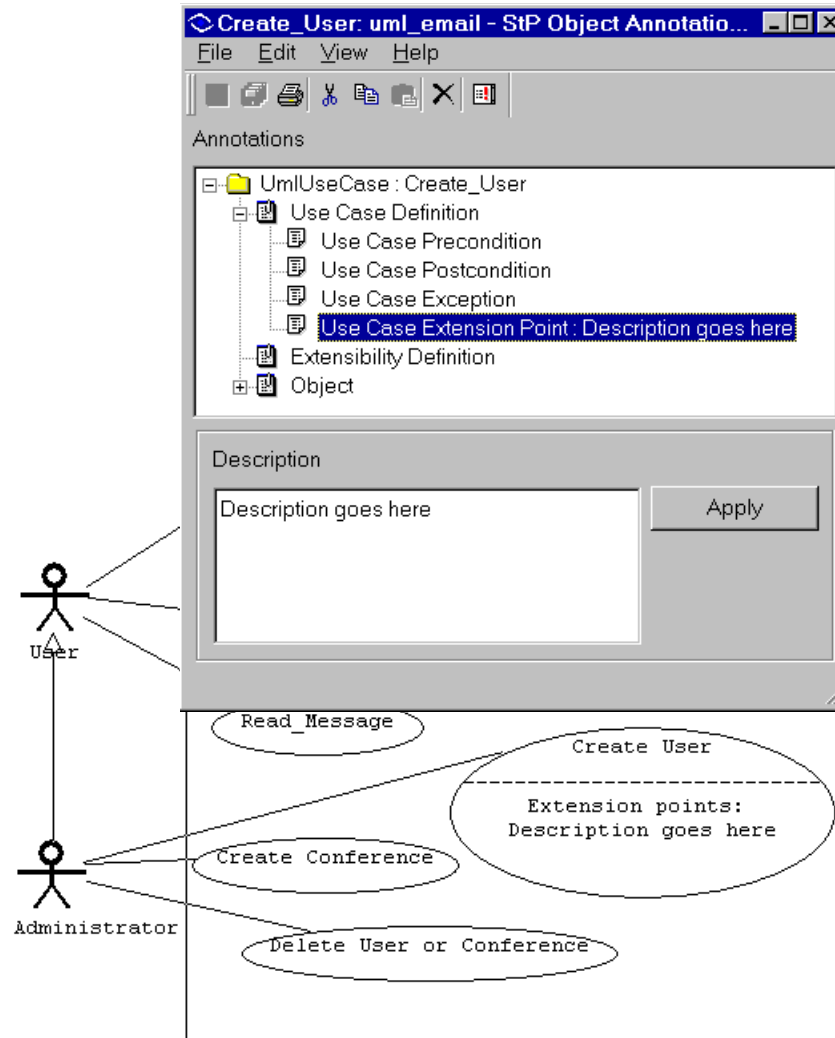 Create_User: uml_email - StP Object Annotatio...
File Edit View Help
Annotations
UmlUseCase : Create_User
Use Case Definition
Use Case Precondition
Use Case Postcondition
Use Case Exception
Use Case Extension Point : Description goes here
Extensibility Definition
Object
Description
Description goes here
Apply
User
Read_Message
Create User
Extension points:
Description goes here
Create Conference
Administrator
Delete User or Conference